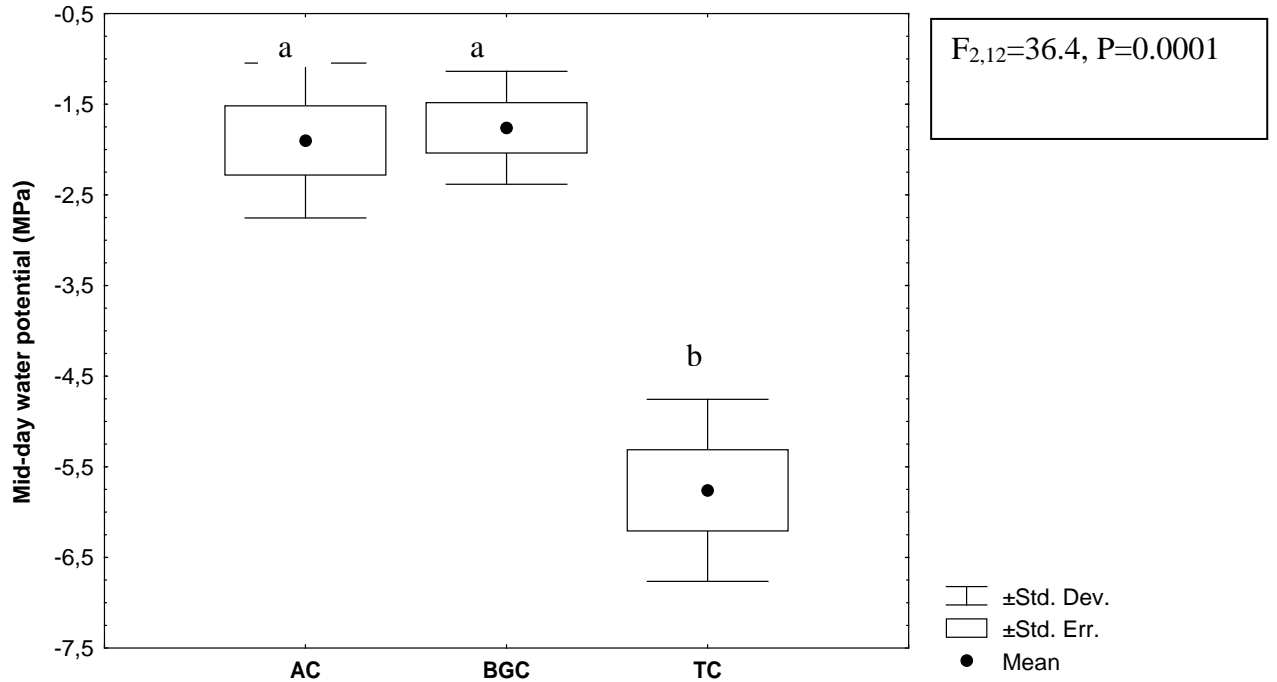 -0,5
a
a
F2,12=36.4, P=0.0001
-1,5
-2,5
-3,5
-4,5
b
-5,5
-6,5
-7,5
Mid-day water potential (MPa)
AC
BGC
TC
±Std. Dev.
±Std. Err.
Mean